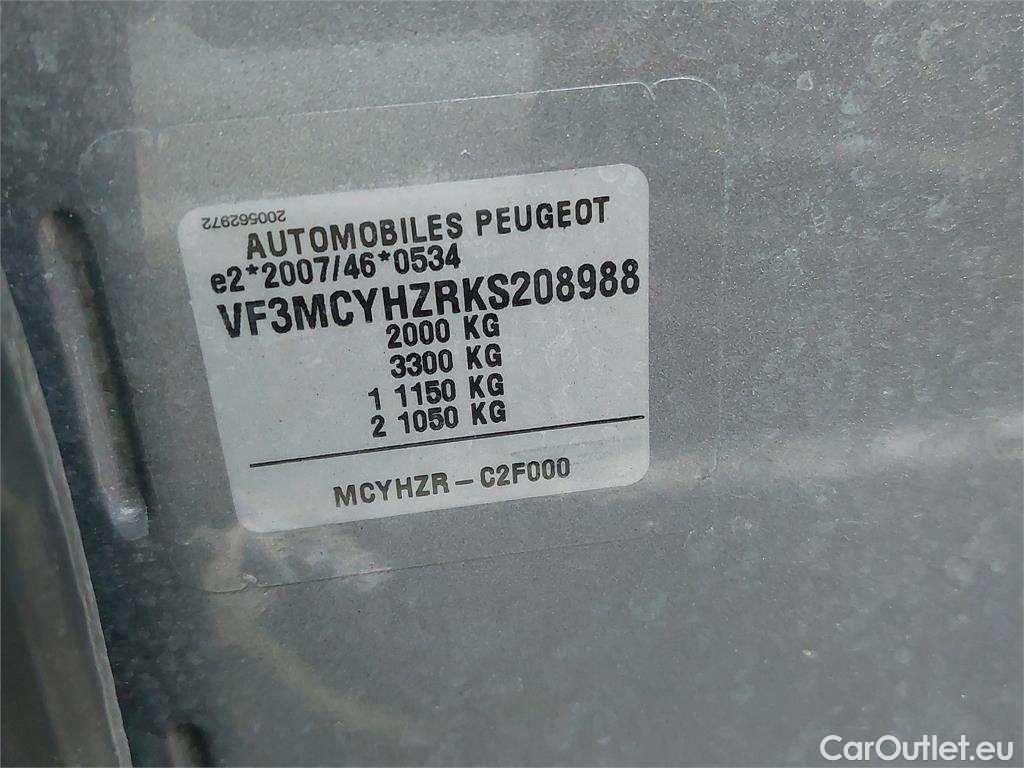 200562972
AUTOMOBILES PEUGEOT
e2*2007/46*0534
VF3MCYHZRKS208988
2000 KG
3300 KG
1 1150 KG
2 1050 KG
MCYHZR - C2F000
CarOutlet.eu